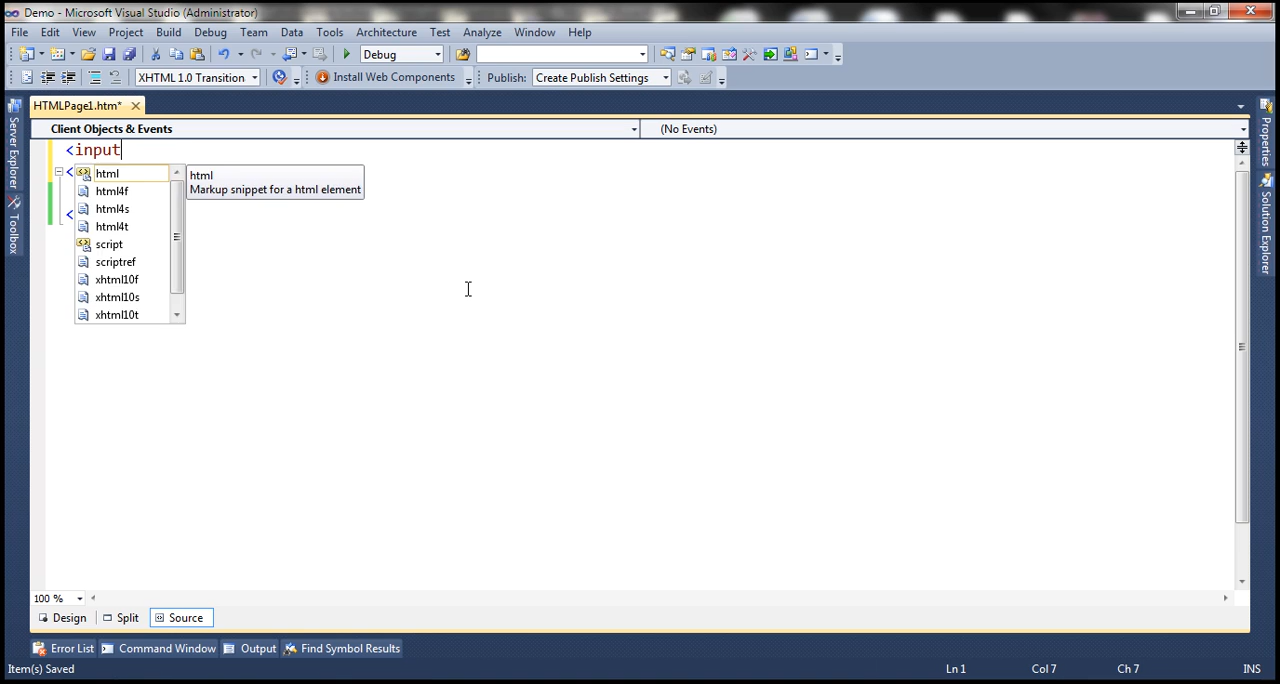 Demo - Microsoft Visual Studio (Administrator)
File Edit View Project Build Debug Team Data Tools Architecture Test Analyze Window Help
Debug
XHTML 1.0 Transition Install Web Components Publish: Create Publish Settings
HTMLPage1.htm*
Client Objects & Events (No Events)
<input
< html
html4f
html4s
<
html4t
script
scriptref
xhtml10f
xhtml10s
xhtml10t
html
Markup snippet for a html element
Server Explorer
Toolbox
Properties
Solution Explorer
100 %
Design Split Source
Error List Command Window Output Find Symbol Results
Item(s) Saved Ln 1 Col 7 Ch 7 INS